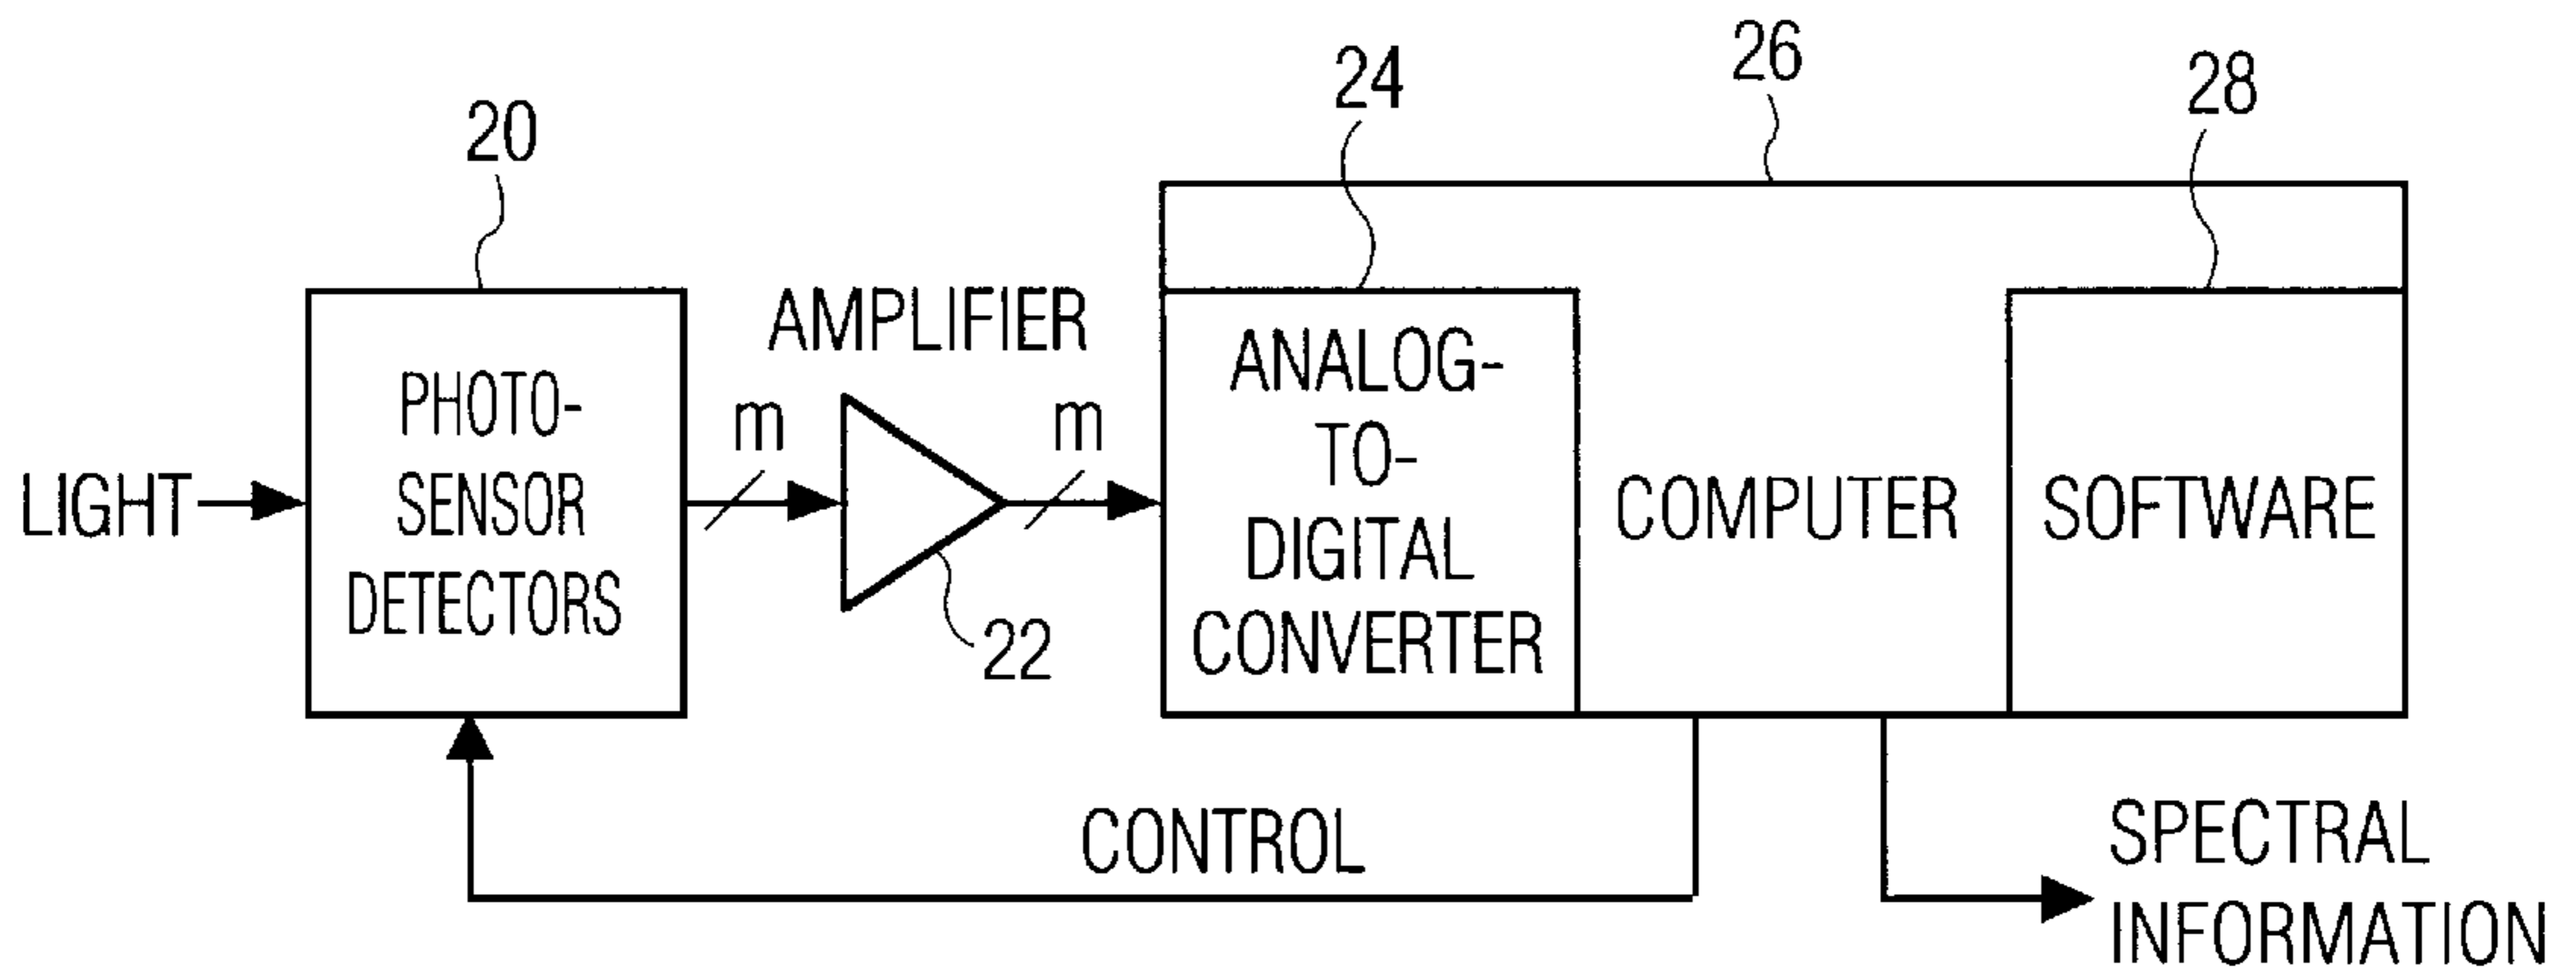 26
24
28
20
AMPLIFIER
ANALOG-
TO-
DIGITAL
CONVERTER
PHOTO-
SENSOR
DETECTORS
m
m
LIGHT
COMPUTER
SOFTWARE
22
CONTROL
SPECTRAL
INFORMATION